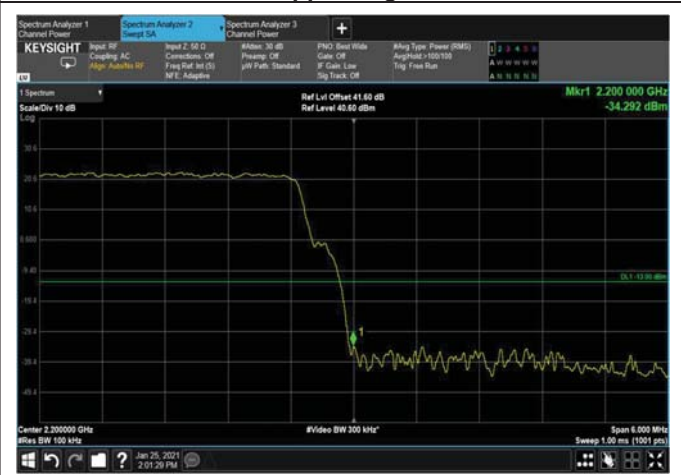 Spectrum Analyzer 1
Channel Power
Spectrum Analyzer 2
Swept SA
Spectrum Analyzer 3
Channel Power
+
KEYSIGHT
Input: RF
Coupling: AC
Align: Auto/No RF
Input Z: 50 Ω
Corrections: Off
Freq Ref: Int (S)
NFE: Adaptive
#Atten: 30 dB
Preamp: Off
µW Path: Standard
PNO: Best Wide
Gate: Off
IF Gain: Low
Sig Track: Off
#Avg Type: Power (RMS)
Avg|Hold:>100/100
Trig: Free Run
1 2 3 4 5 6
A W W W W W
A N N N N N
LXI
1 Spectrum
Scale/Div 10 dB
Log
Ref Lvl Offset 41.60 dB
Ref Level 40.60 dBm
Mkr1 2.200 000 GHz
-34.292 dBm
30.6
20.6
10.6
0.600
-9.40
DL1 -13.00 dBm
-19.4
-29.4
1
-39.4
-49.4
Center 2.200000 GHz
#Res BW 100 kHz
#Video BW 300 kHz*
Span 6.000 MHz
Sweep 1.00 ms (1001 pts)
?
Jan 25, 2021
2:01:29 PM